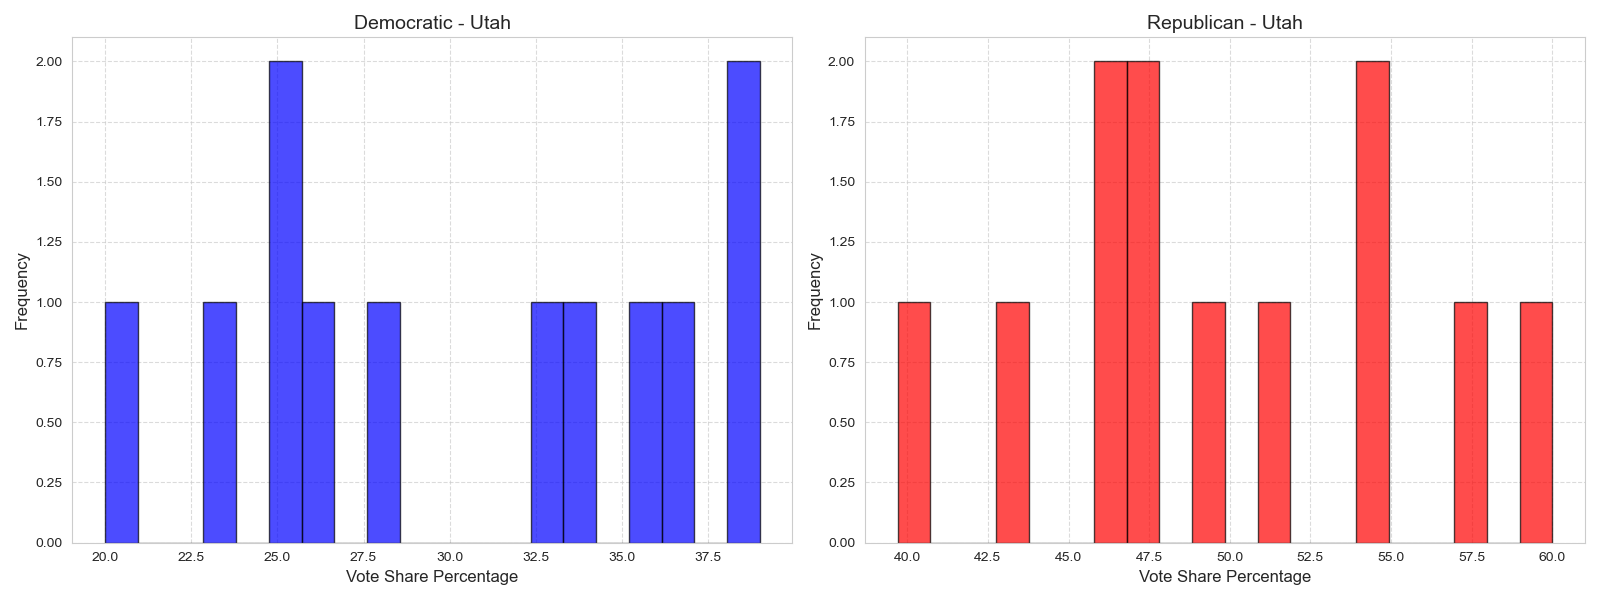 Democratic - Utah
2.00
1.75
1.50
1.25
1.00
0.75
0.50
0.25
0.00
Frequency
20.0 22.5 25.0 27.5 30.0 32.5 35.0 37.5
Vote Share Percentage
Republican - Utah
2.00
1.75
1.50
1.25
1.00
0.75
0.50
0.25
0.00
Frequency
40.0 42.5 45.0 47.5 50.0 52.5 55.0 57.5 60.0
Vote Share Percentage